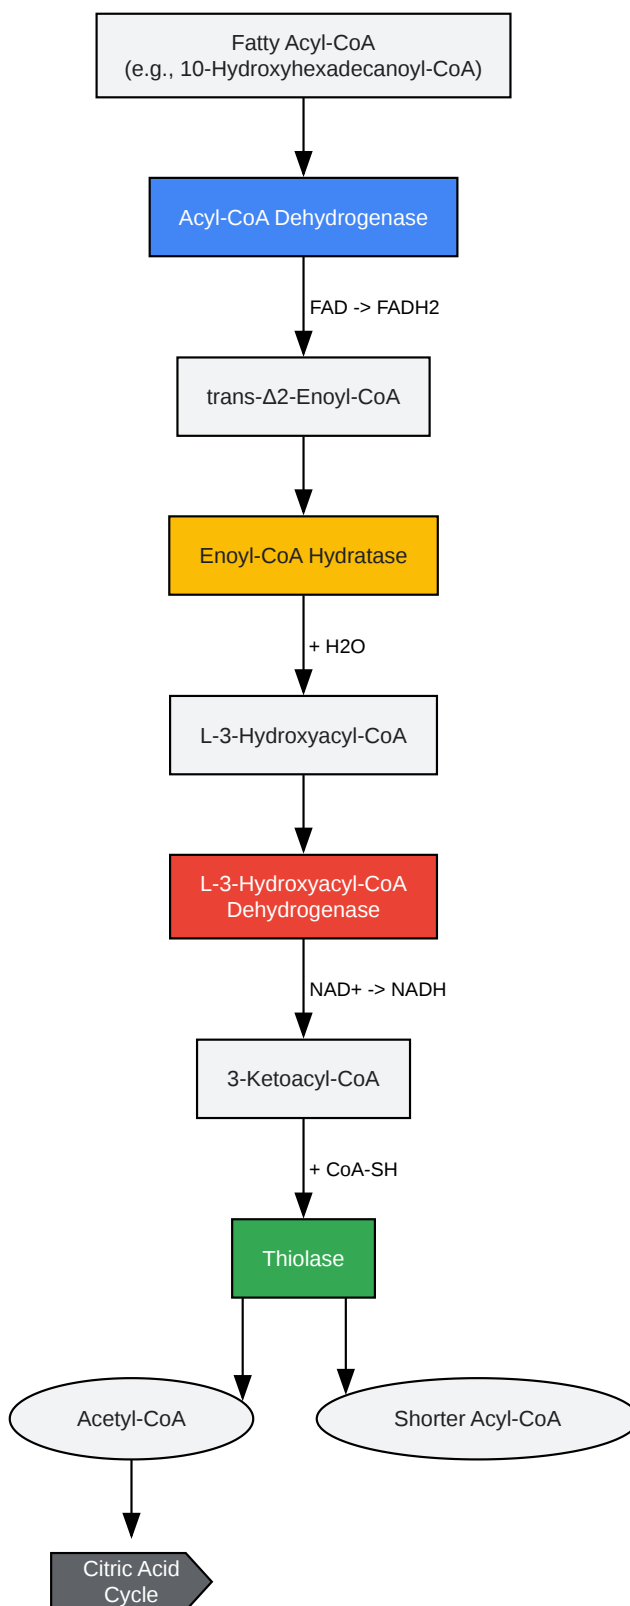 Fatty Acyl-CoA
(e.g., 10-Hydroxyhexadecanoyl-CoA)
Acyl-CoA Dehydrogenase
FAD -> FADH2
trans-Δ2-Enoyl-CoA
Enoyl-CoA Hydratase
+ H2O
L-3-Hydroxyacyl-CoA
L-3-Hydroxyacyl-CoA
Dehydrogenase
NAD+ -> NADH
3-Ketoacyl-CoA
+ CoA-SH
Thiolase
Acetyl-CoA
Shorter Acyl-CoA
Citric Acid
Cycle